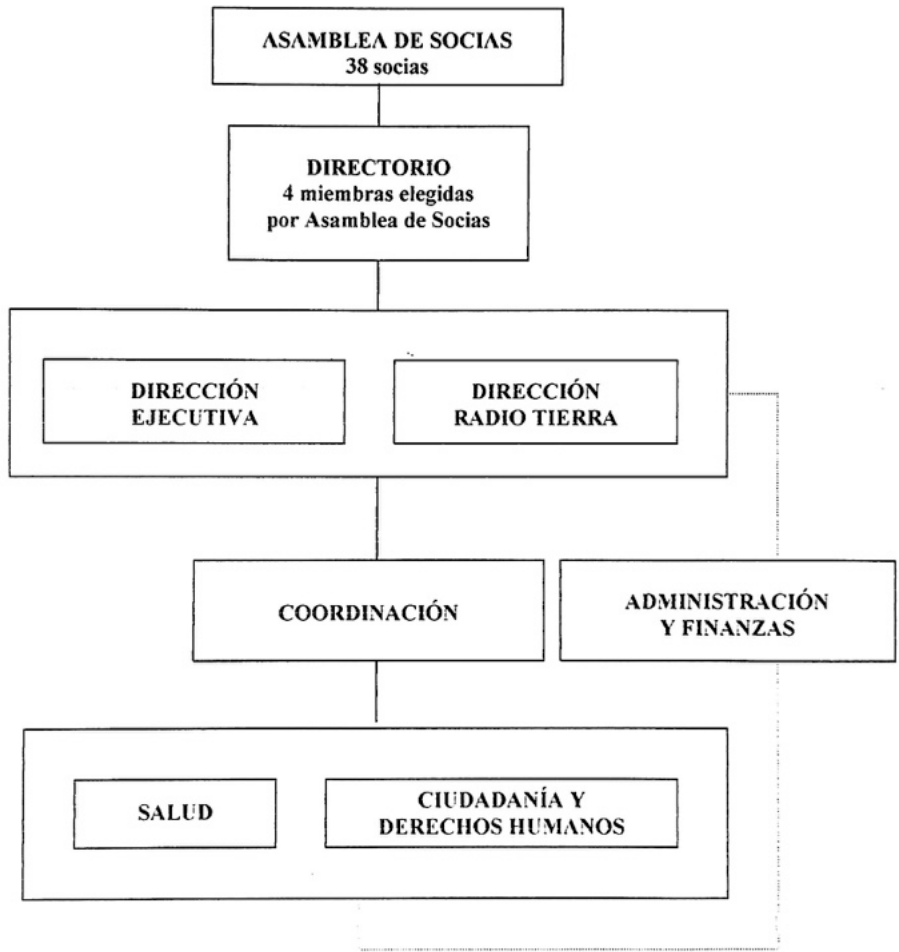 ASAMBLEA DE SOCIAS
38 socias
DIRECTORIO
4 miembras elegidas
por Asamblea de Socias
DIRECCIÓN
EJECUTIVA
DIRECCIÓN
RADIO TIERRA
COORDINACIÓN
ADMINISTRACIÓN
Y FINANZAS
SALUD
CIUDADANÍA Y
DERECHOS HUMANOS